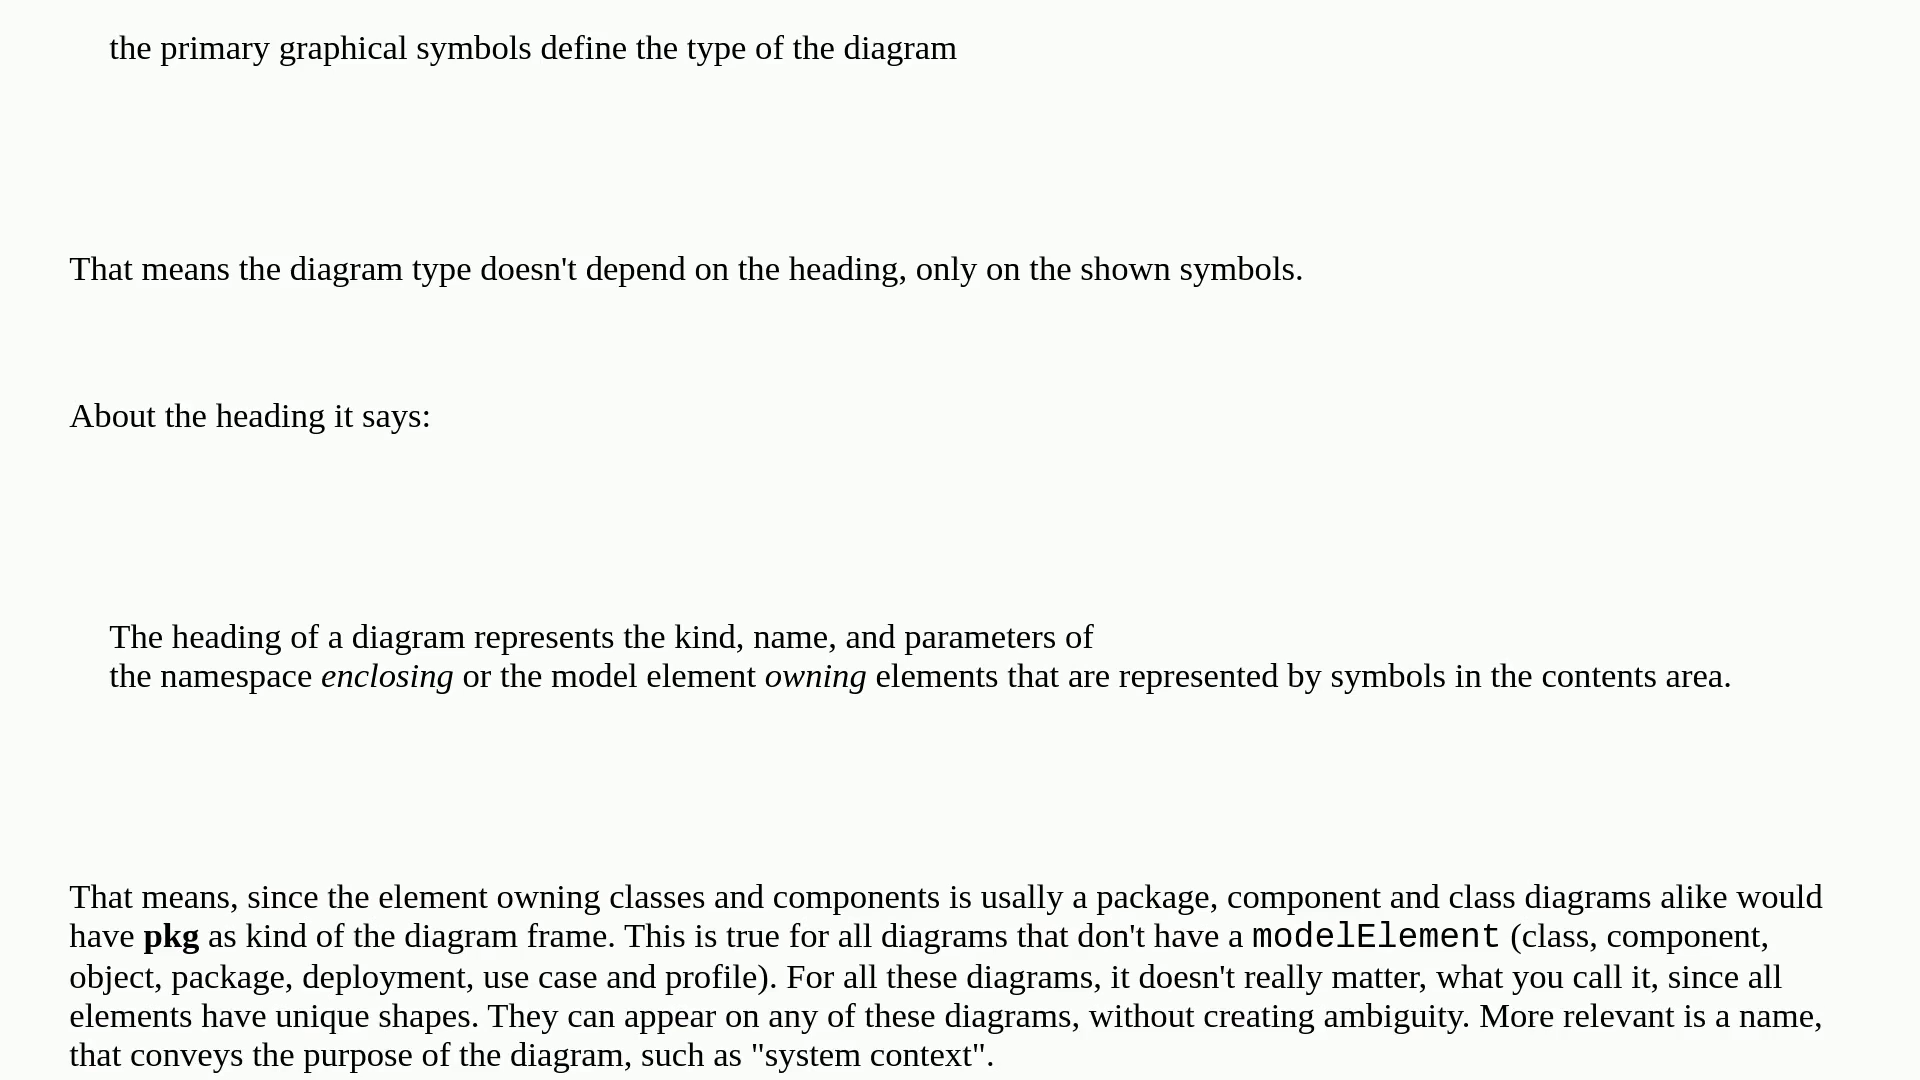 the primary graphical symbols define the type of the diagram
That means the diagram type doesn't depend on the heading, only on the shown symbols.
About the heading it says:
The heading of a diagram represents the kind, name, and parameters of
the namespace enclosing or the model element owning elements that are represented by symbols in the contents area.
That means, since the element owning classes and components is usally a package, component and class diagrams alike would
have pkg as kind of the diagram frame. This is true for all diagrams that don't have a modelElement (class, component,
object, package, deployment, use case and profile). For all these diagrams, it doesn't really matter, what you call it, since all
elements have unique shapes. They can appear on any of these diagrams, without creating ambiguity. More relevant is a name,
that conveys the purpose of the diagram, such as "system context".